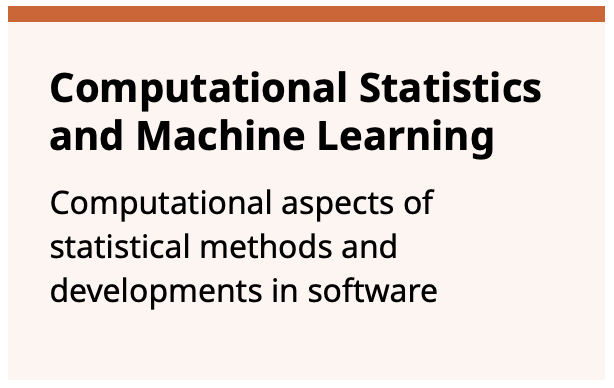 Computational Statistics
and Machine Learning
Computational aspects of
statistical methods and
developments in software